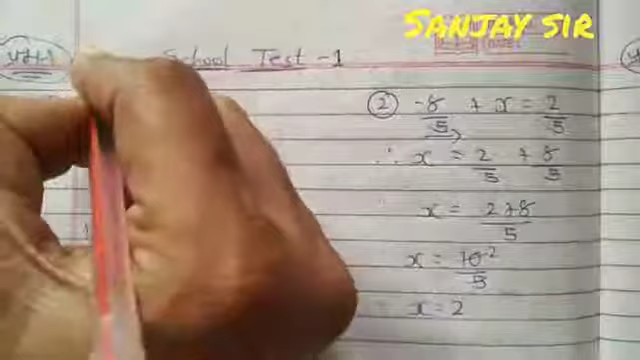 SANJAY SIR
School Test - 1
② -8/5 + x = 2/5
∴ x = 2/5 + 8/5
x = 2+8/5
x = 10²/5
x = 2